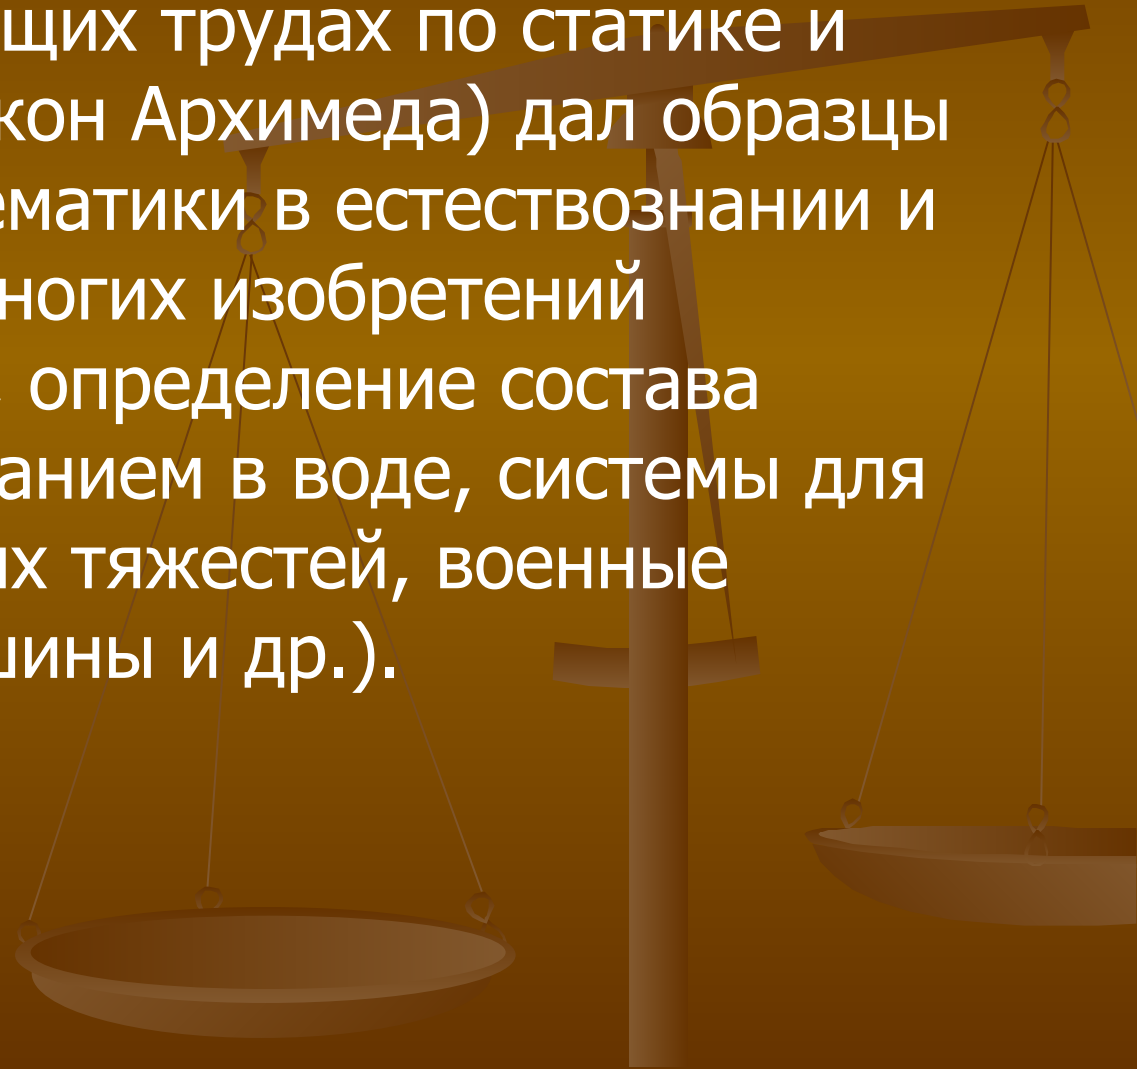 щих трудах по статике и
кон Архимеда) дал образцы
ематики в естествознании и
ногих изобретений
определение состава
анием в воде, системы для
их тяжестей, военные
шины и др.).